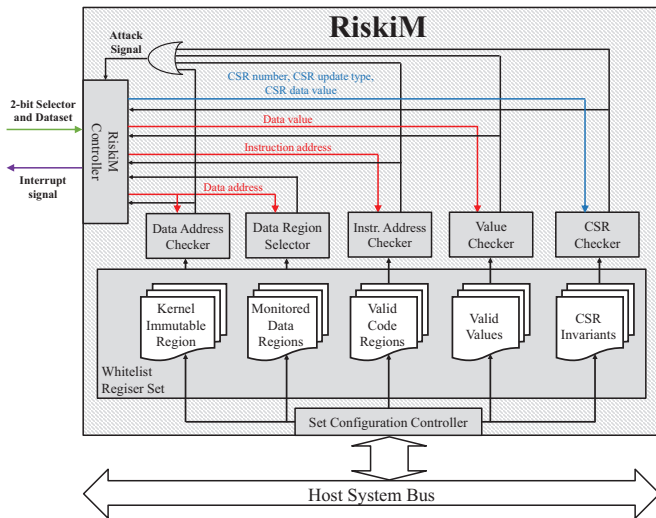 RiskiM
Attack
Signal
CSR number, CSR update type,
CSR data value
2-bit Selector
and Dataset
Data value
RiskiM
Controller
Instruction address
Interrupt
signal
Data address
Data Address
Checker
Data Region
Selector
Instr. Address
Checker
Value
Checker
CSR
Checker
Kernel
Immutable
Region
Monitored
Data
Regions
Valid
Code
Regions
Valid
Values
CSR
Invariants
Whitelist
Regiser Set
Set Configuration Controller
Host System Bus